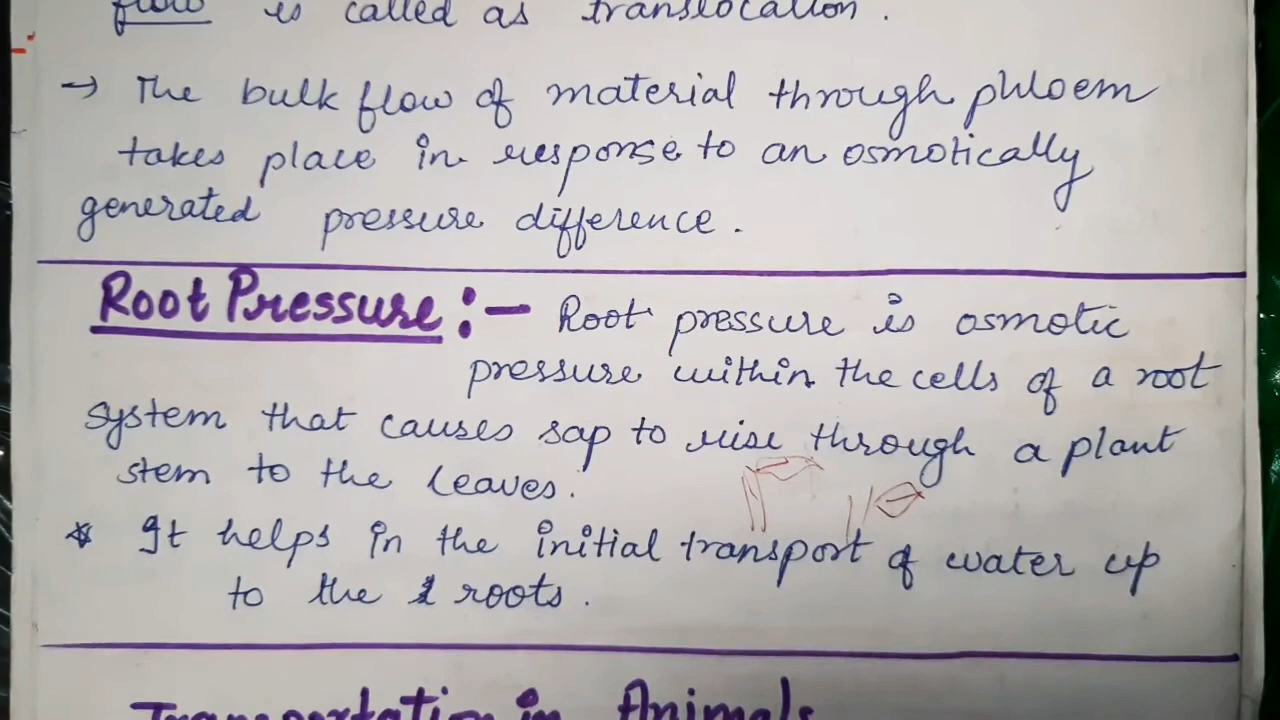 flow is called as translocation.
→ The bulk flow of material through phloem
takes place in response to an osmotically
generated pressure difference.
Root Pressure :- Root pressure is osmotic
pressure within the cells of a root
system that causes sap to rise through a plant
stem to the leaves.
* It helps in the initial transport of water up
to the roots.
Transportation in Animals